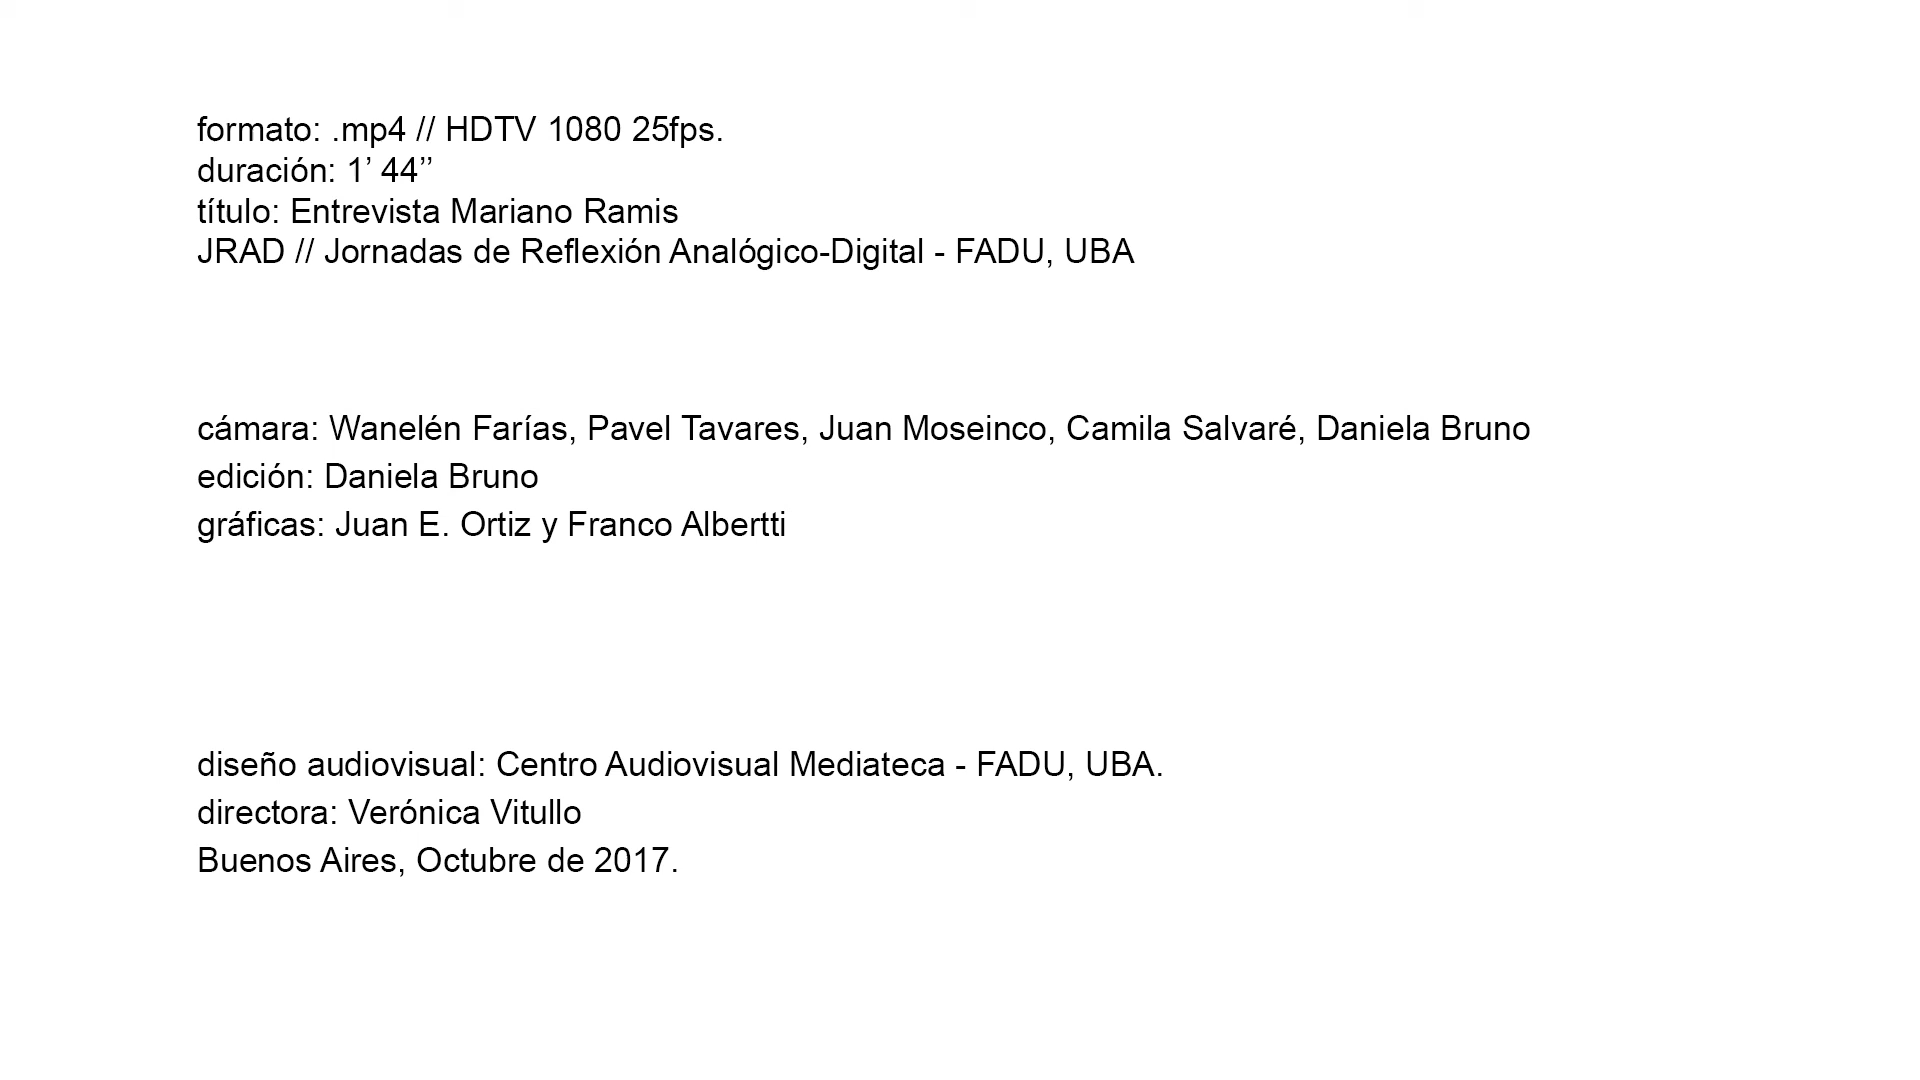 formato: .mp4 // HDTV 1080 25fps.
duración: 1’ 44’’
título: Entrevista Mariano Ramis
JRAD // Jornadas de Reflexión Analógico-Digital - FADU, UBA
cámara: Wanelén Farías, Pavel Tavares, Juan Moseinco, Camila Salvaré, Daniela Bruno
edición: Daniela Bruno
gráficas: Juan E. Ortiz y Franco Albertti
diseño audiovisual: Centro Audiovisual Mediateca - FADU, UBA.
directora: Verónica Vitullo
Buenos Aires, Octubre de 2017.